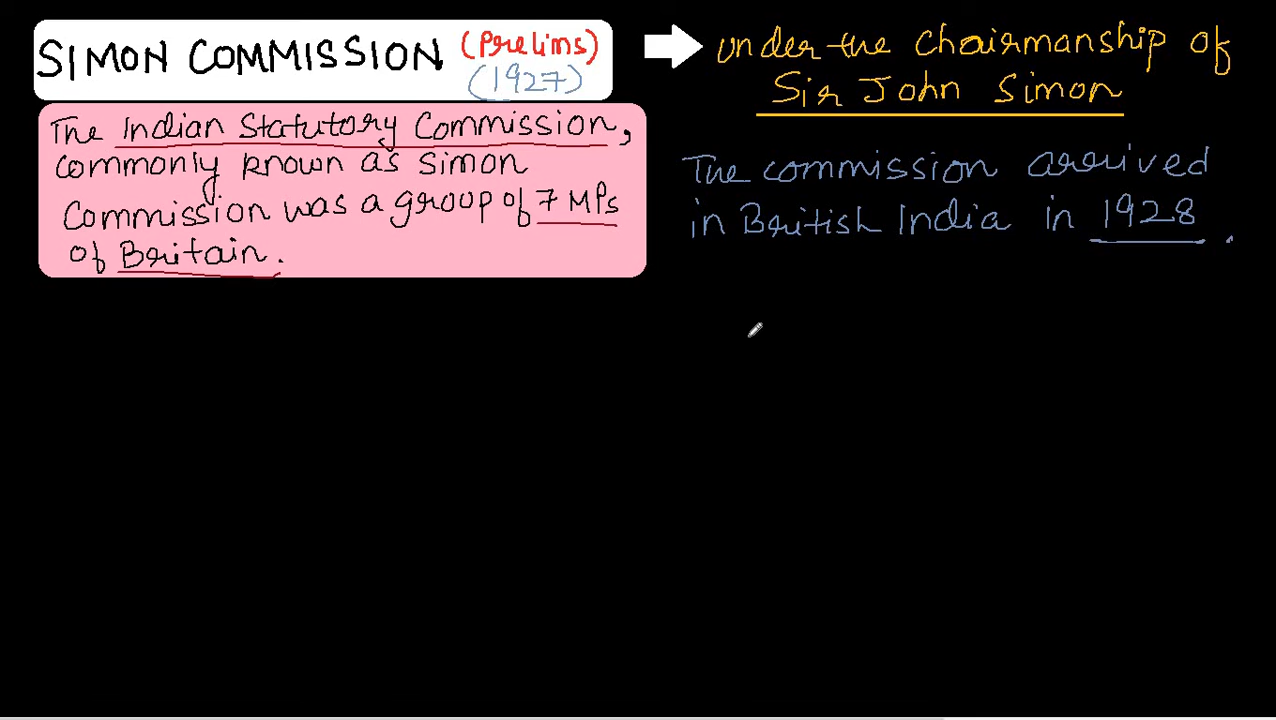 SIMON COMMISSION (Prelims)
(1927)
The Indian Statutory Commission,
commonly known as Simon
Commission was a group of 7 MPs
of Britain.
under the Chairmanship of
Sir John Simon
The commission arrived
in British India in 1928.